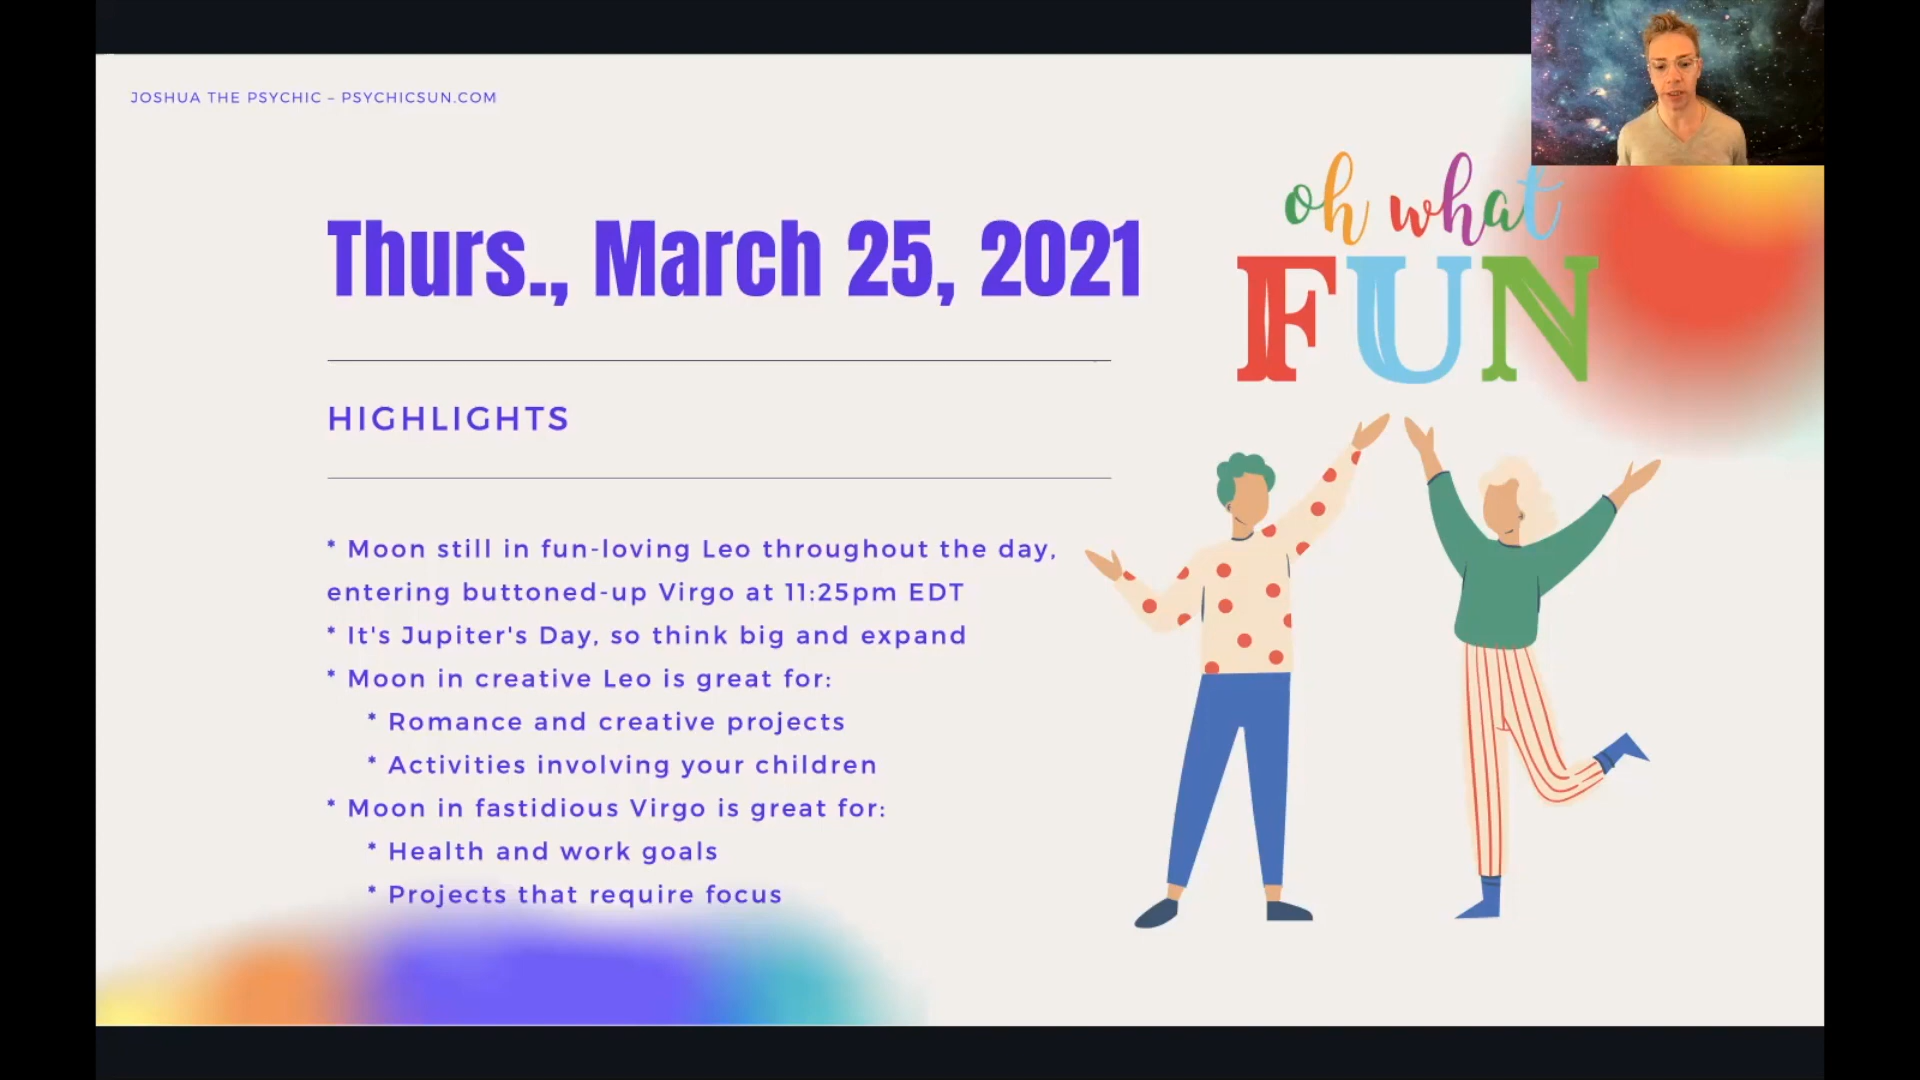 JOSHUA THE PSYCHIC – PSYCHICSUN.COM
oh what
FUN
Thurs., March 25, 2021
HIGHLIGHTS
* Moon still in fun-loving Leo throughout the day,
entering buttoned-up Virgo at 11:25pm EDT
* It's Jupiter's Day, so think big and expand
* Moon in creative Leo is great for:
* Romance and creative projects
* Activities involving your children
* Moon in fastidious Virgo is great for:
* Health and work goals
* Projects that require focus